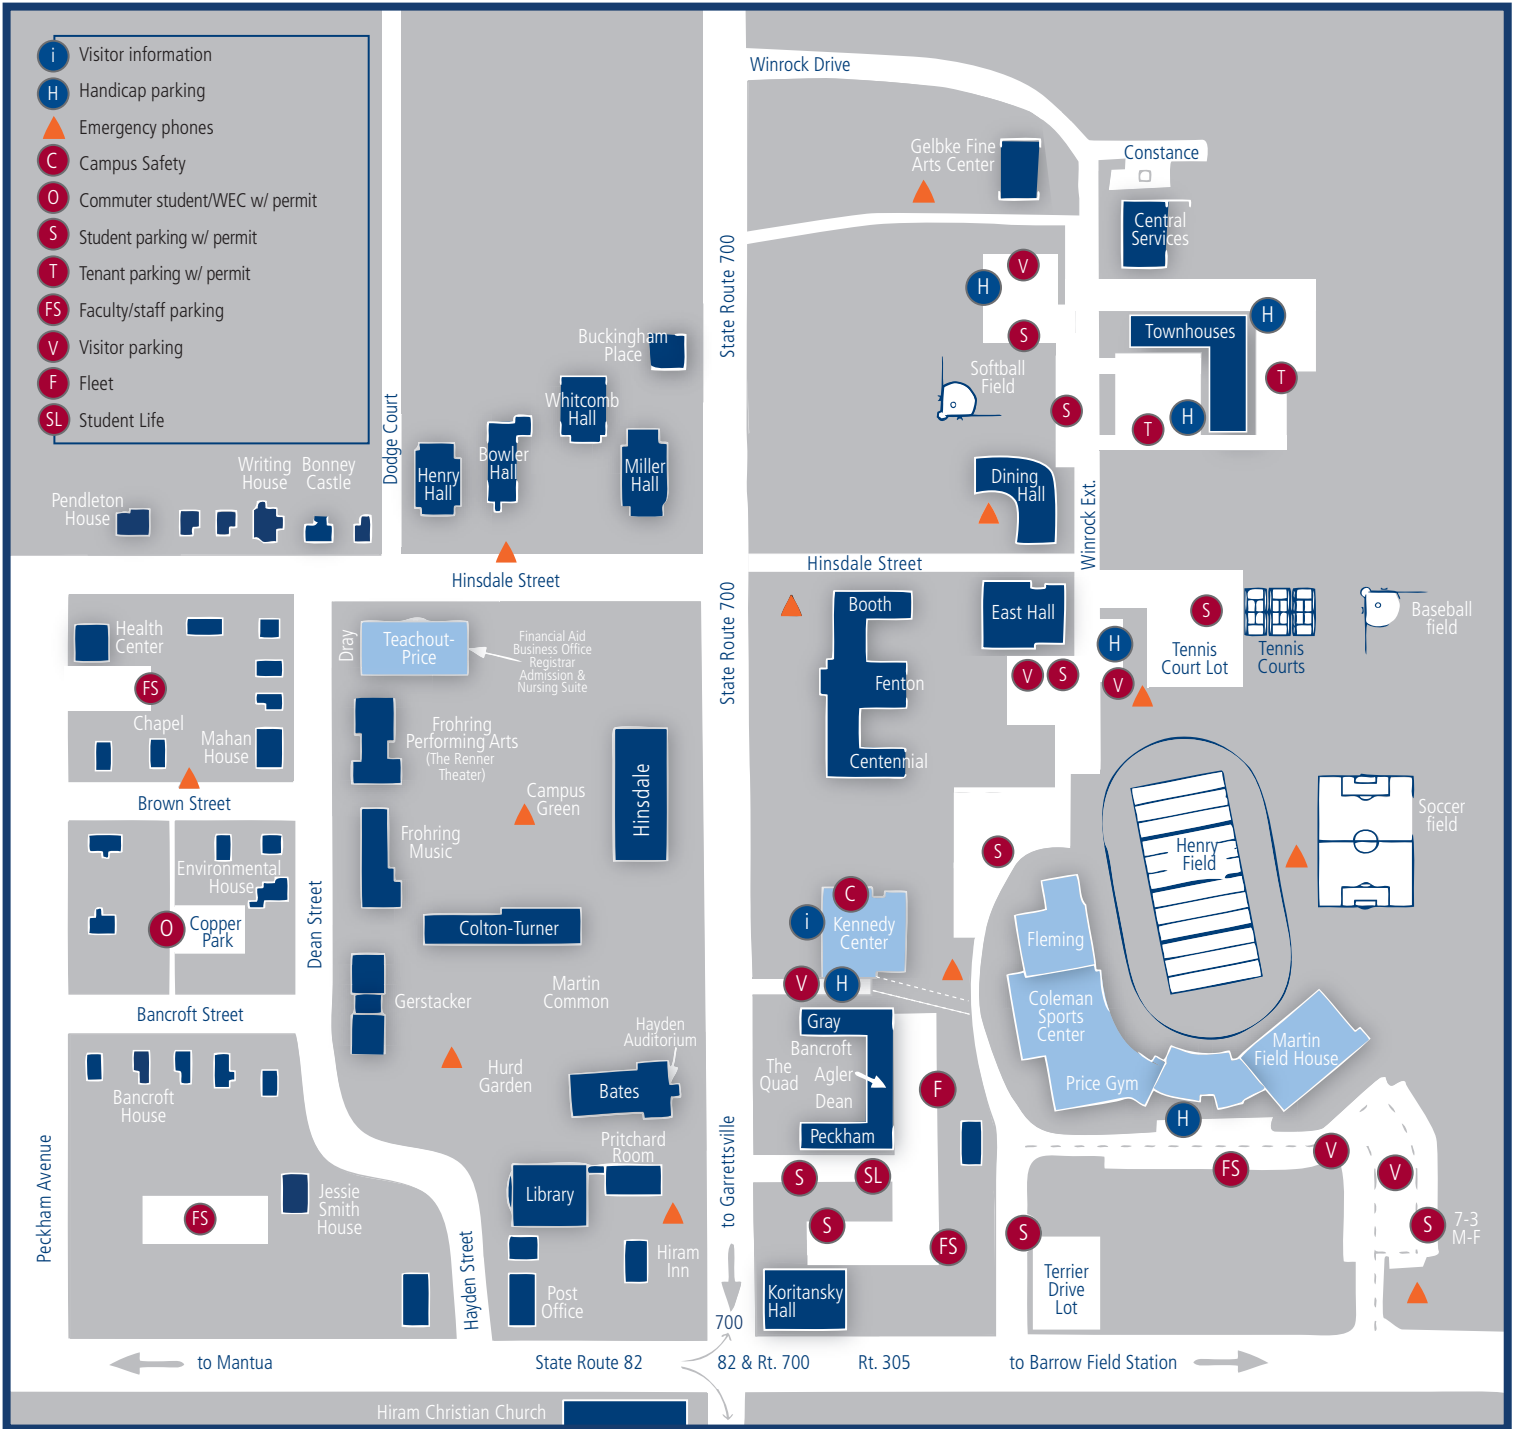 i Visitor information
H Handicap parking
Emergency phones
C Campus Safety
O Commuter student/WEC w/ permit
S Student parking w/ permit
T Tenant parking w/ permit
FS Faculty/staff parking
V Visitor parking
F Fleet
SL Student Life
Winrock Drive
Gelbke Fine
Arts Center
Constance
Central
Services
State Route 700
V
H
S
H
Townhouses
T
H
T
Softball
Field
S
Buckingham
Place
Whitcomb
Hall
Dodge Court
Bowler
Hall
Henry
Hall
Miller
Hall
Writing
House
Bonney
Castle
Pendleton
House
Dining
Hall
Winrock Ext.
Hinsdale Street
Hinsdale Street
State Route 700
Health
Center
FS
Chapel
Mahan
House
Brown Street
Dray
Teachout-
Price
Financial Aid
Business Office
Registrar
Admission &
Nursing Suite
Frohring
Performing Arts
(The Renner
Theater)
Campus
Green
Hinsdale
Frohring
Music
Booth
Fenton
Centennial
East Hall
V
S
H
V
S
Tennis
Court Lot
Tennis
Courts
Baseball
field
Soccer
field
Henry
Field
S
Environmental
House
O
Copper
Park
Dean Street
Bancroft Street
Colton-Turner
Gerstacker
Martin
Common
Hayden
Auditorium
Hurd
Garden
Bates
C
i
Kennedy
Center
V
H
Fleming
Coleman
Sports
Center
Price Gym
Martin
Field House
H
Gray
Bancroft
The
Quad
Agler
Dean
Peckham
F
Bancroft
House
Peckham Avenue
FS
Jessie
Smith
House
Hayden Street
Pritchard
Room
Library
Hiram
Inn
Post
Office
to Garrettsville
S
SL
S
FS
Koritansky
Hall
S
Terrier
Drive
Lot
FS
V
V
S
7-3
M-F
700
to Mantua
State Route 82
82 & Rt. 700
Rt. 305
to Barrow Field Station
Hiram Christian Church